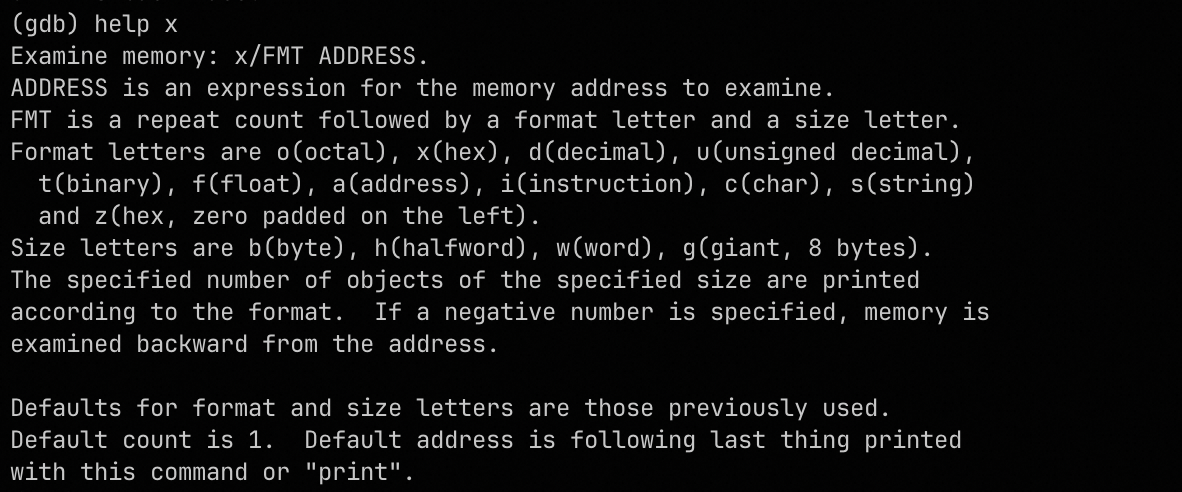 (gdb) help x
Examine memory: x/FMT ADDRESS.
ADDRESS is an expression for the memory address to examine.
FMT is a repeat count followed by a format letter and a size letter.
Format letters are o(octal), x(hex), d(decimal), u(unsigned decimal),
  t(binary), f(float), a(address), i(instruction), c(char), s(string)
  and z(hex, zero padded on the left).
Size letters are b(byte), h(halfword), w(word), g(giant, 8 bytes).
The specified number of objects of the specified size are printed
according to the format.  If a negative number is specified, memory is
examined backward from the address.

Defaults for format and size letters are those previously used.
Default count is 1.  Default address is following last thing printed
with this command or "print".